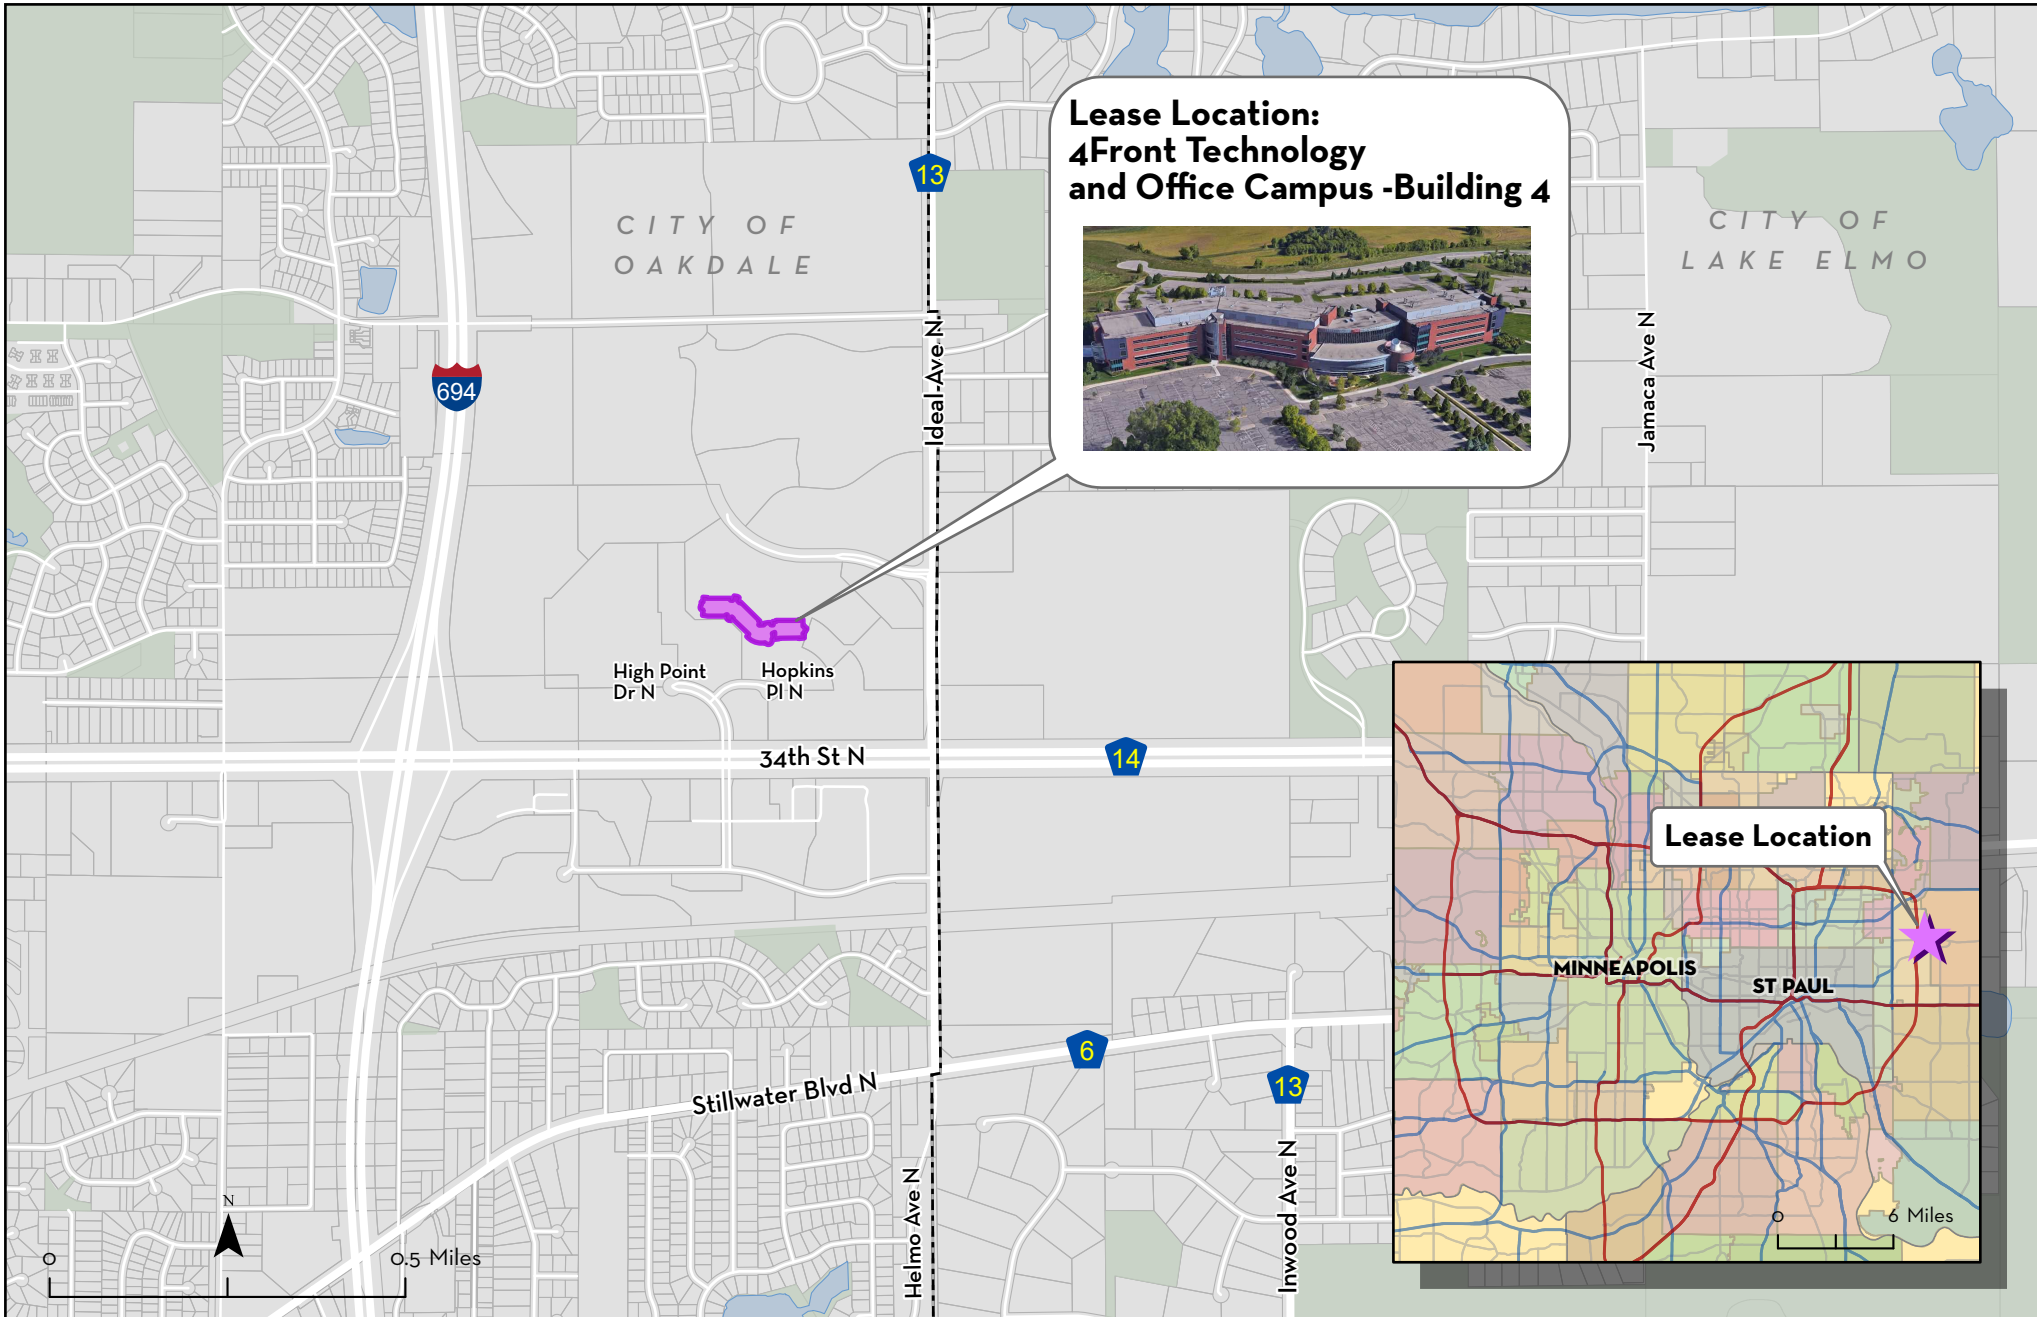 13
Lease Location:
4Front Technology
and Office Campus -Building 4
CITY OF
OAKDALE
CITY OF
LAKE ELMO
Ideal Ave N
Jamaca Ave N
694
High Point
Dr N
Hopkins
Pl N
34th St N
14
Lease Location
MINNEAPOLIS
ST PAUL
0
6 Miles
6
13
Stillwater Blvd N
Helmo Ave N
Inwood Ave N
N
0
0.5 Miles